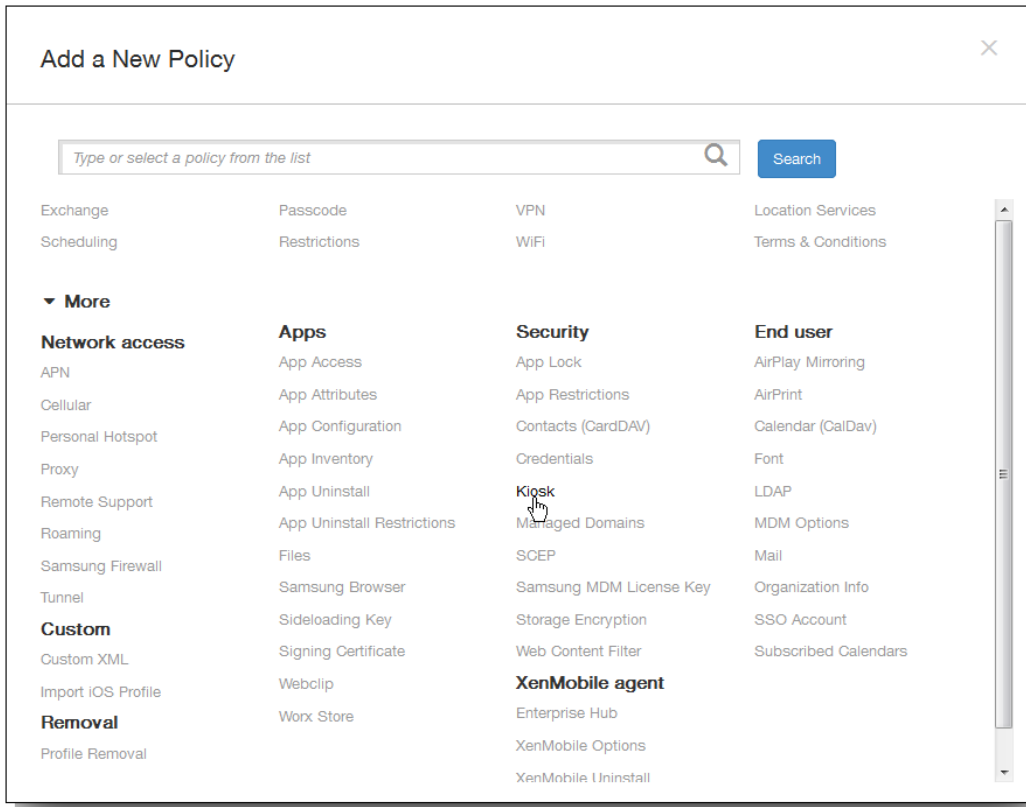 Add a New Policy
Type or select a policy from the list
Search
Exchange
Passcode
VPN
Location Services
Scheduling
Restrictions
WiFi
Terms & Conditions
More
Network access
APN
Cellular
Personal Hotspot
Proxy
Remote Support
Roaming
Samsung Firewall
Tunnel
Custom
Custom XML
Import iOS Profile
Removal
Profile Removal
Apps
App Access
App Attributes
App Configuration
App Inventory
App Uninstall
App Uninstall Restrictions
Files
Samsung Browser
Sideloading Key
Signing Certificate
Webclip
Worx Store
Security
App Lock
App Restrictions
Contacts (CardDAV)
Credentials
Kiosk
Managed Domains
SCEP
Samsung MDM License Key
Storage Encryption
Web Content Filter
XenMobile agent
Enterprise Hub
XenMobile Options
XenMobile Uninstall
End user
AirPlay Mirroring
AirPrint
Calendar (CalDav)
Font
LDAP
MDM Options
Mail
Organization Info
SSO Account
Subscribed Calendars